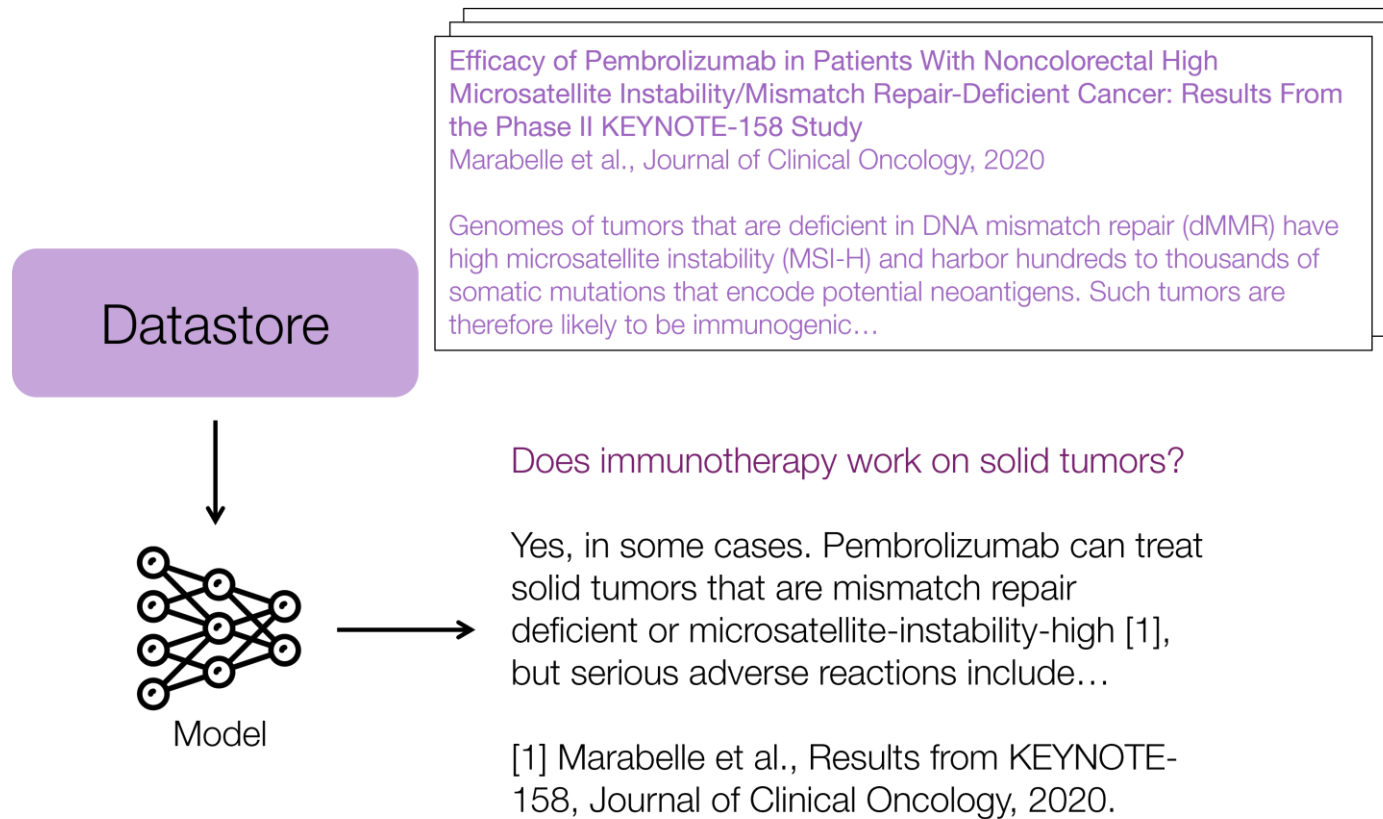 Efficacy of Pembrolizumab in Patients With Noncolorectal High
Microsatellite Instability/Mismatch Repair-Deficient Cancer: Results From
the Phase II KEYNOTE-158 Study
Marabelle et al., Journal of Clinical Oncology, 2020
Genomes of tumors that are deficient in DNA mismatch repair (dMMR) have
high microsatellite instability (MSI-H) and harbor hundreds to thousands of
somatic mutations that encode potential neoantigens. Such tumors are
therefore likely to be immunogenic…
Datastore
Does immunotherapy work on solid tumors?
Yes, in some cases. Pembrolizumab can treat
solid tumors that are mismatch repair
deficient or microsatellite-instability-high [1],
but serious adverse reactions include…
Model
[1] Marabelle et al., Results from KEYNOTE-
158, Journal of Clinical Oncology, 2020.